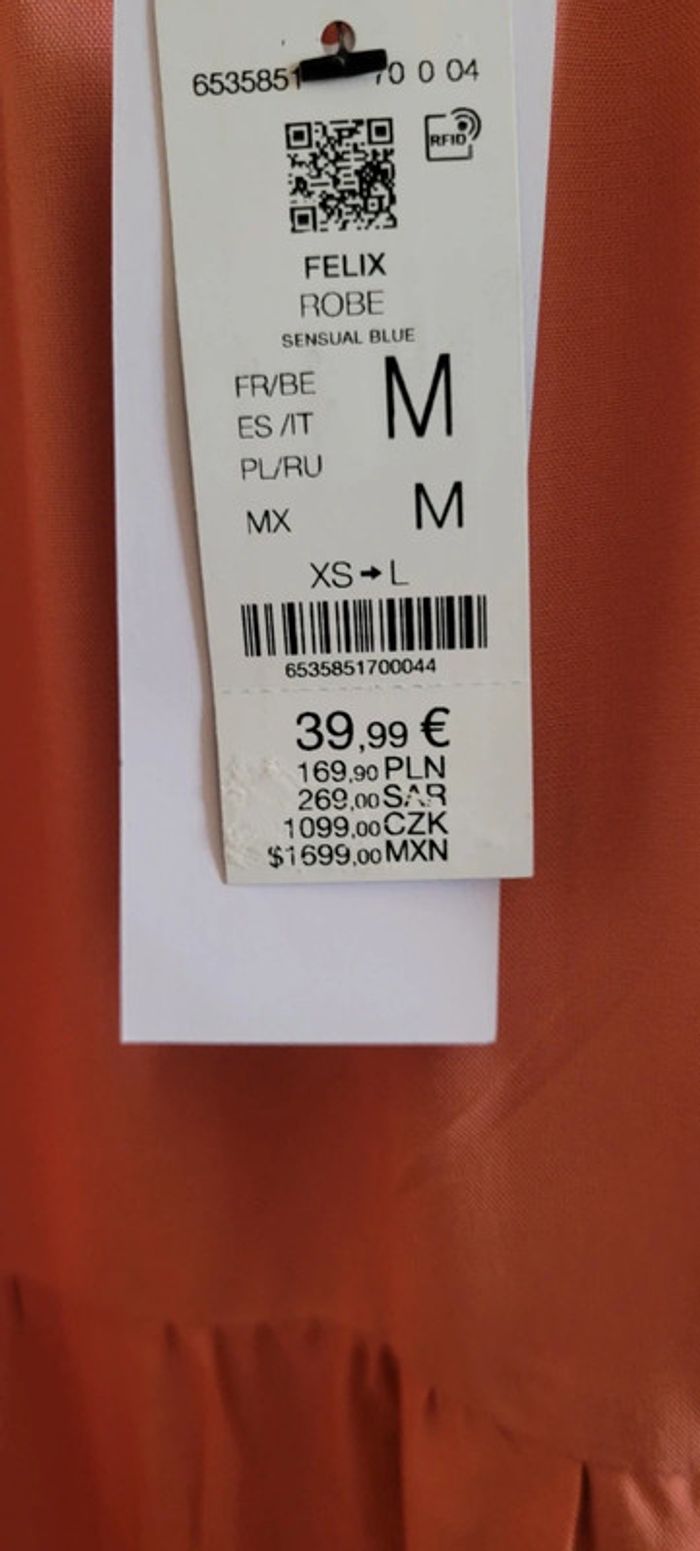 6535851 70 0 04
RFID
FELIX
ROBE
SENSUAL BLUE
FR/BE
ES /IT
PL/RU
M
MX M
XS➞L
6535851700044
39,99 €
169,90 PLN
269,00 SAR
1099,00 CZK
$1699,00 MXN